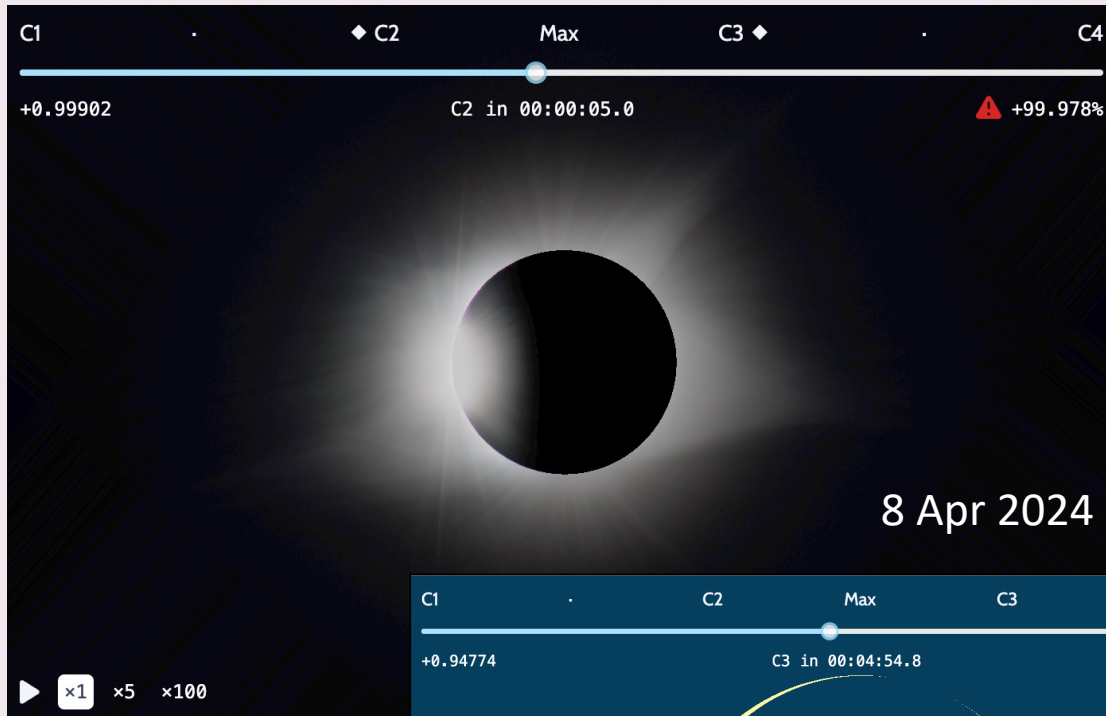 C1 · ◆ C2 Max C3 ◆ · C4
+0.99902 C2 in 00:00:05.0 +99.978%
8 Apr 2024
C1 · C2 Max C3
+0.94774 C3 in 00:04:54.8
×1 ×5 ×100